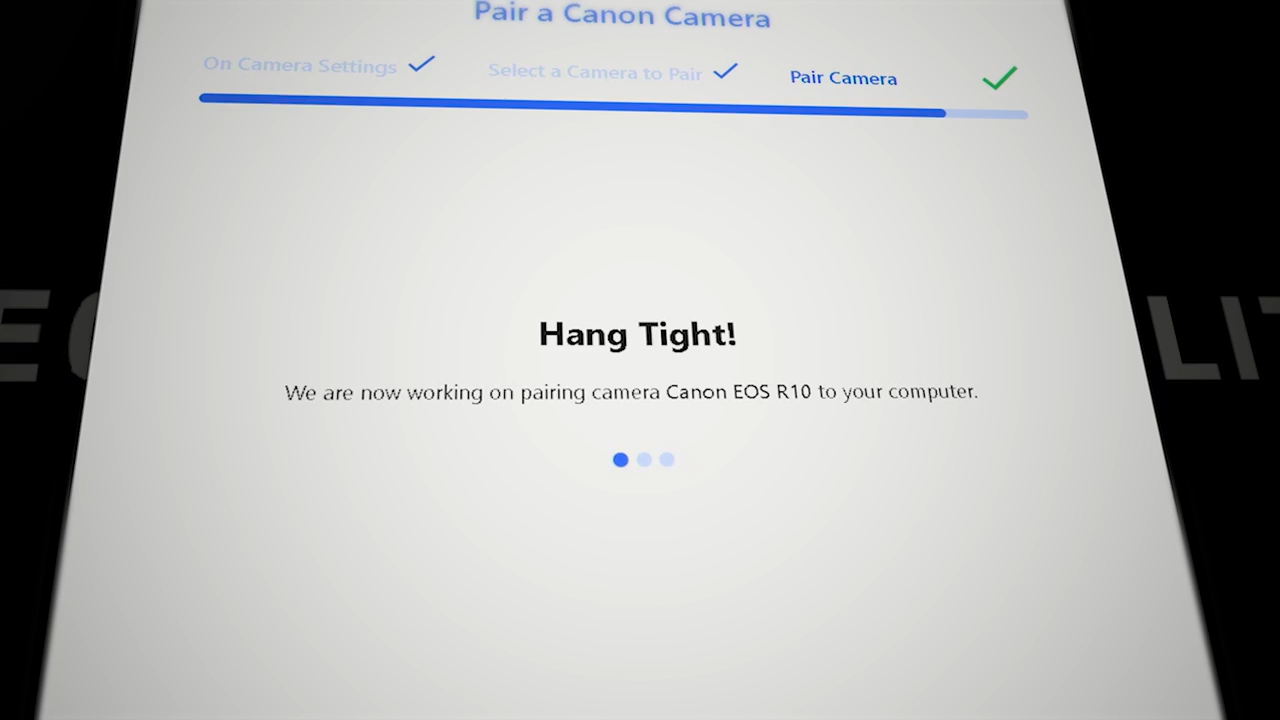 Pair a Canon Camera
On Camera Settings Select a Camera to Pair Pair Camera
Hang Tight!
We are now working on pairing camera Canon EOS R10 to your computer.